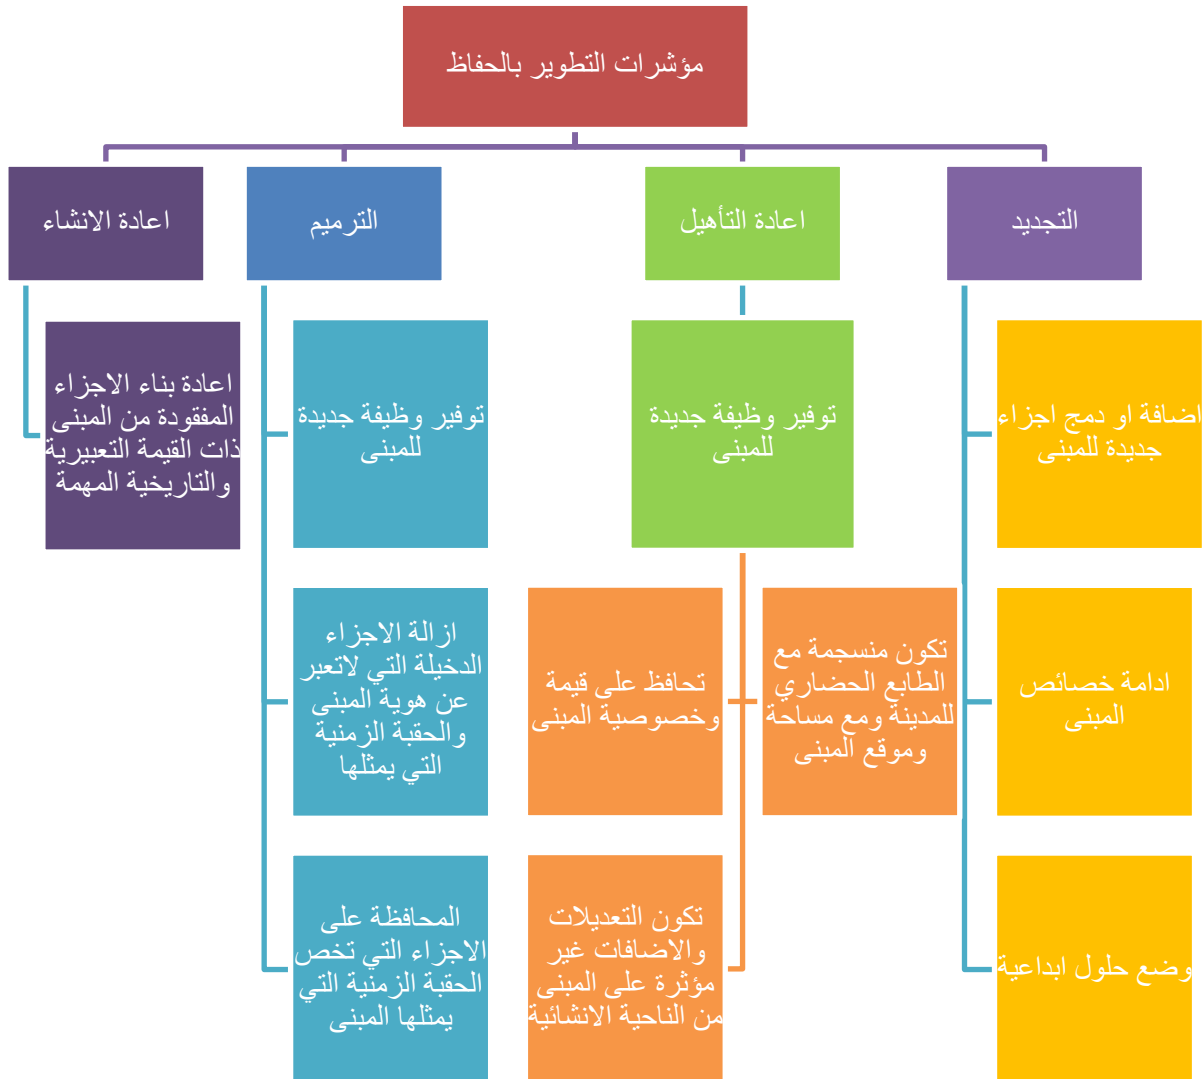 مؤشرات التطوير بالحفاظ
التجديد
اعادة التأهيل
الترميم
اعادة الانشاء
اضافة او دمج اجزاء
جديدة للمبنى
ادامة خصائص
المبنى
وضع حلول ابداعية
توفير وظيفة جديدة
للمبنى
تكون منسجمة مع
الطابع الحضاري
للمدينة ومع مساحة
وموقع المبنى
تحافظ على قيمة
وخصوصية المبنى
تكون التعديلات
والاضافات غير
مؤثرة على المبنى
من الناحية الانشائية
توفير وظيفة جديدة
للمبنى
ازالة الاجزاء
الدخيلة التي لاتعبر
عن هوية المبنى
والحقبة الزمنية
التي يمثلها
المحافظة على
الاجزاء التي تخص
الحقبة الزمنية التي
يمثلها المبنى
اعادة بناء الاجزاء
المفقودة من المبنى
ذات القيمة التعبيرية
والتاريخية المهمة